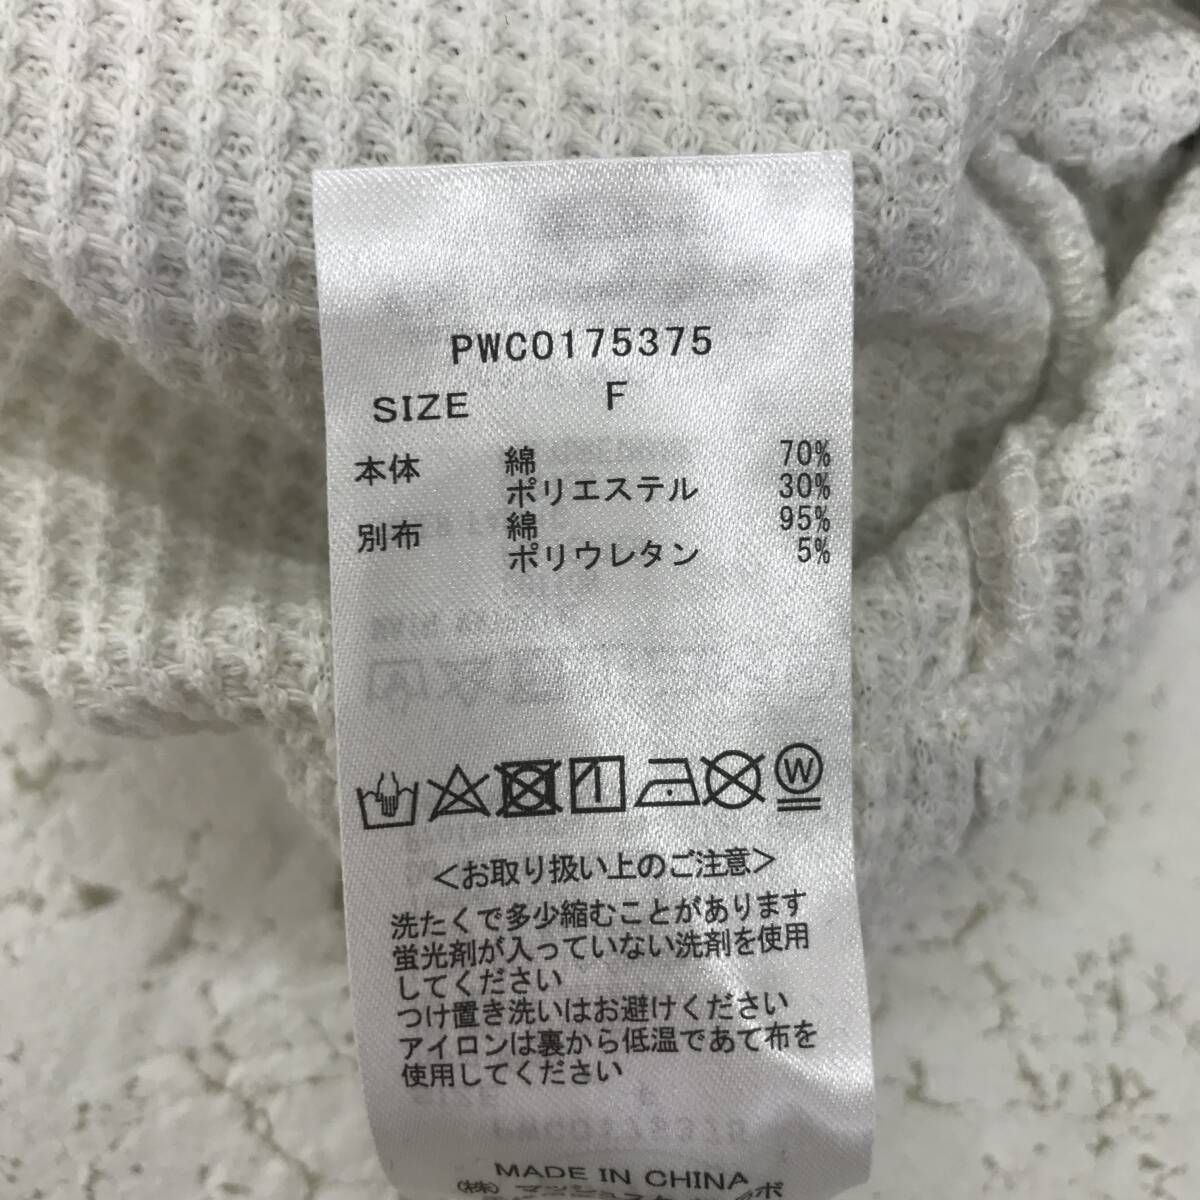 PWCO175375
SIZE F
本体 綿 70%
ポリエステル 30%
別布 綿 95%
ポリウレタン 5%
W
<お取り扱い上のご注意>
洗たくで多少縮むことがあります
蛍光剤が入っていない洗剤を使用
してください
つけ置き洗いはお避けください
アイロンは裏から低温であて布を
使用してください
MADE IN CHINA
(株)